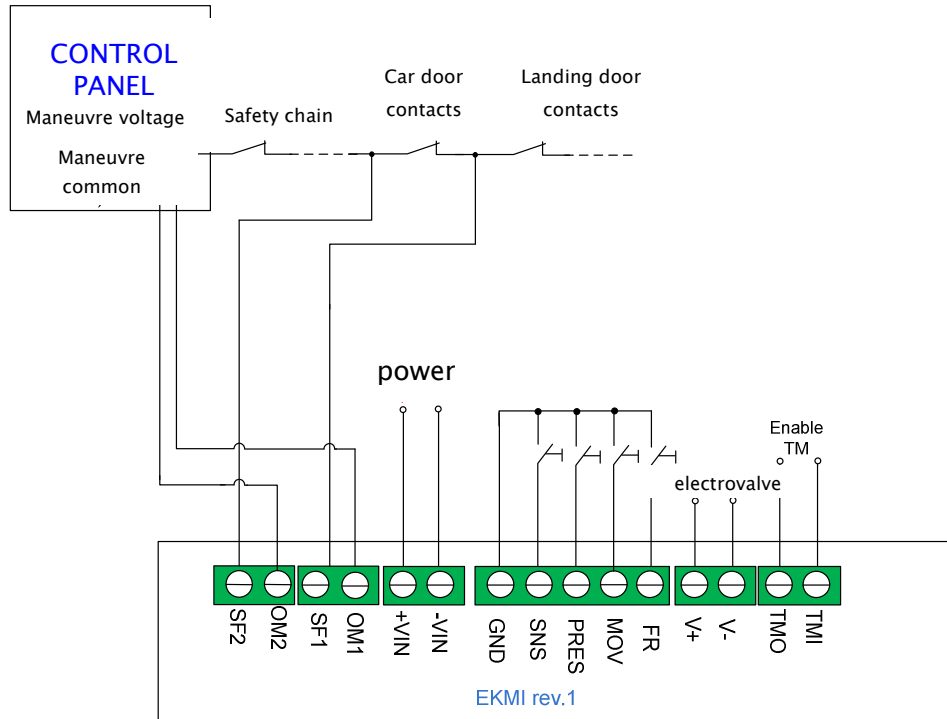 CONTROL
PANEL
Maneuvre voltage
Maneuvre
common
Safety chain
Car door
contacts
Landing door
contacts
power
Enable
TM
electrovalve
SF2
OM2
SF1
OM1
+VIN
-VIN
GND
SNS
PRES
MOV
FR
V+
V-
TMO
TMI
EKMI rev.1